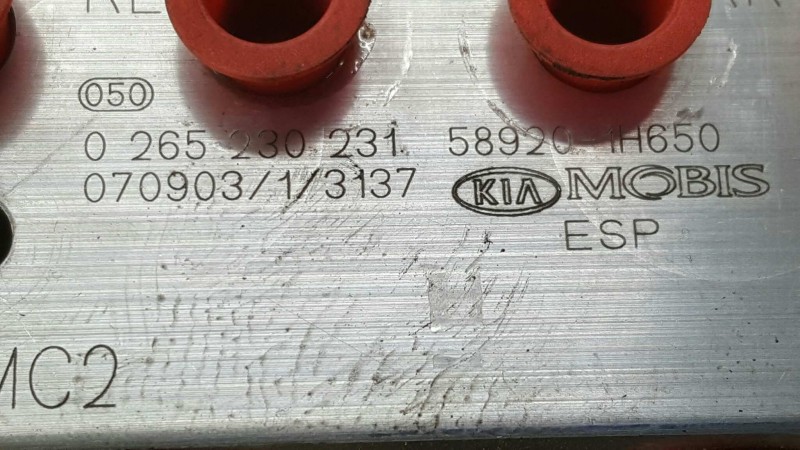 050
0 265 230 231 58920-1H650
070903/1/3137 KIA MOBIS
ESP
MC2